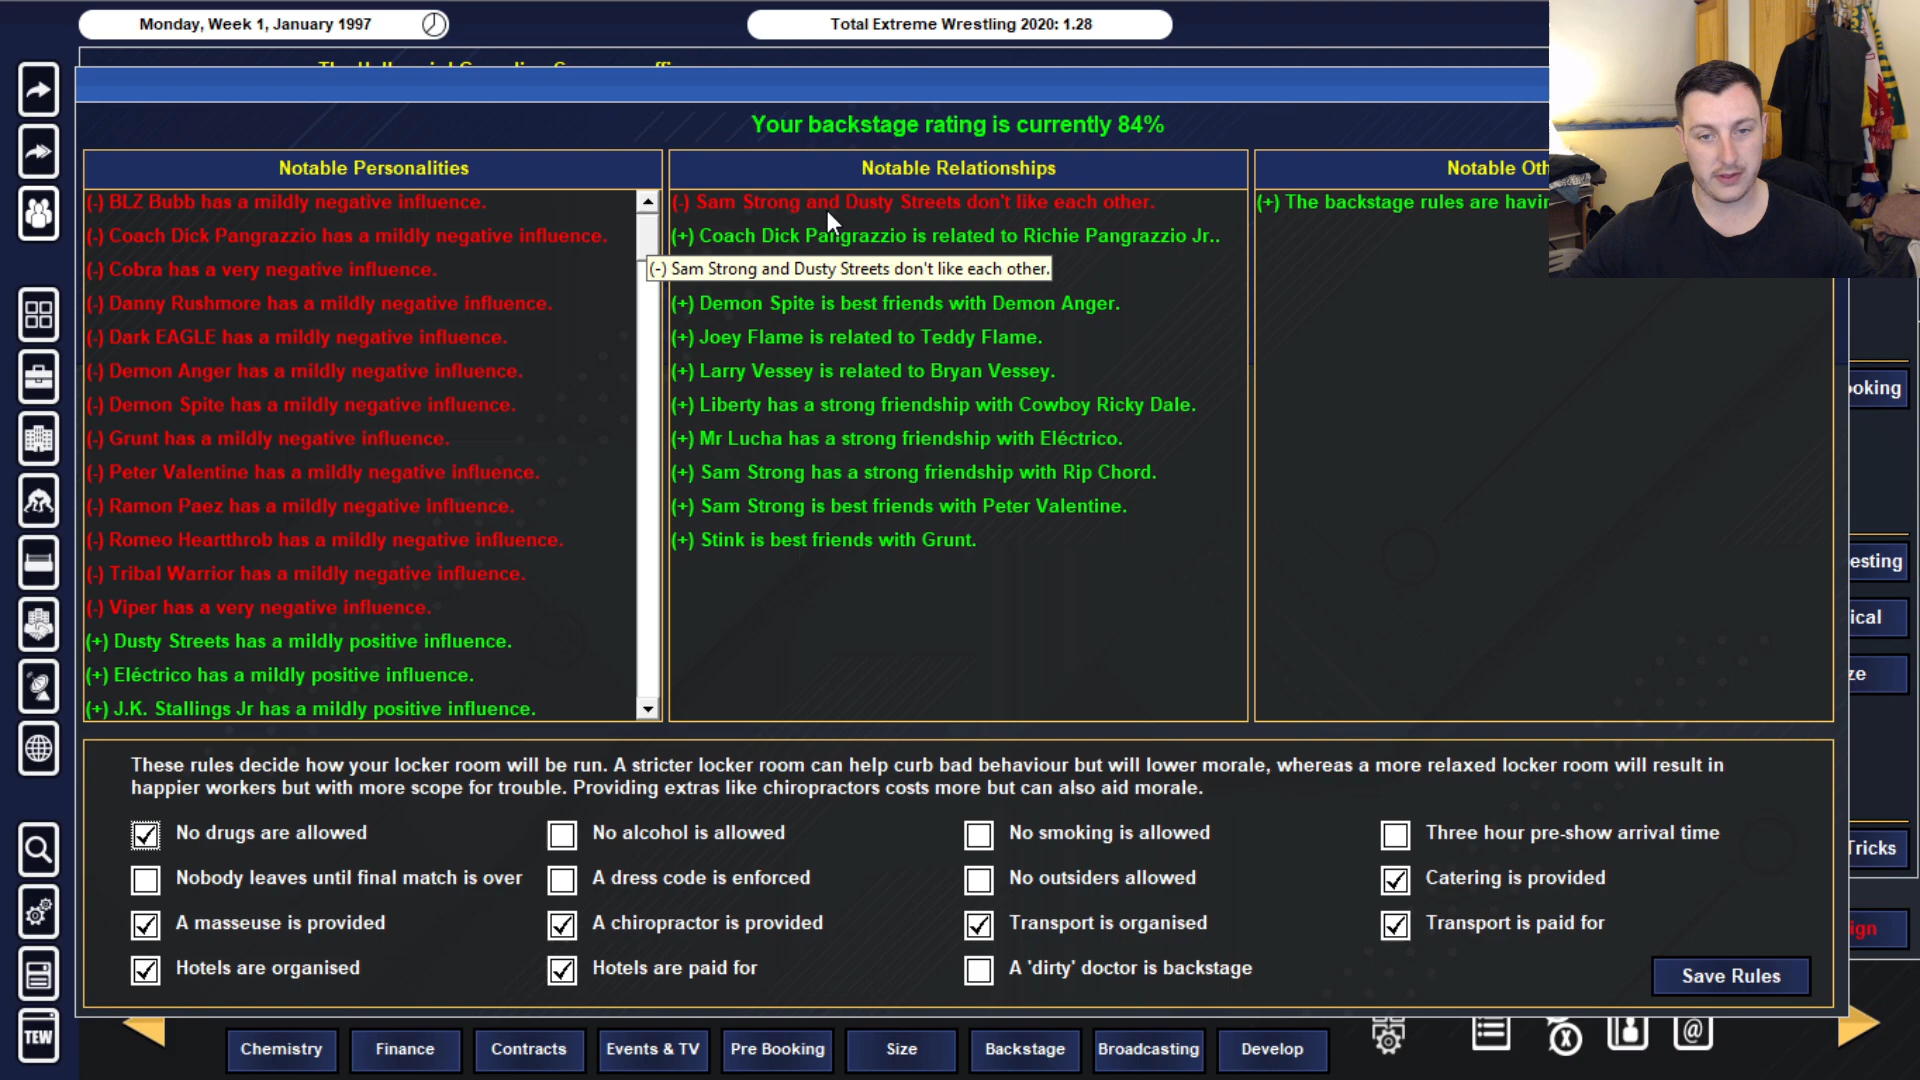 Monday, Week 1, January 1997
Total Extreme Wrestling 2020: 1.28
Your backstage rating is currently 84%
Notable Personalities
(-) BLZ Bubb has a mildly negative influence.
(-) Coach Dick Pangrazzio has a mildly negative influence.
(-) Cobra has a very negative influence.
(-) Danny Rushmore has a mildly negative influence.
(-) Dark EAGLE has a mildly negative influence.
(-) Demon Anger has a mildly negative influence.
(-) Demon Spite has a mildly negative influence.
(-) Grunt has a mildly negative influence.
(-) Peter Valentine has a mildly negative influence.
(-) Ramon Paez has a mildly negative influence.
(-) Romeo Heartthrob has a mildly negative influence.
(-) Tribal Warrior has a mildly negative influence.
(-) Viper has a very negative influence.
(+) Dusty Streets has a mildly positive influence.
(+) Eléctrico has a mildly positive influence.
(+) J.K. Stallings Jr has a mildly positive influence.
Notable Relationships
(-) Sam Strong and Dusty Streets don't like each other.
(+) Coach Dick Pangrazzio is related to Richie Pangrazzio Jr..
(-) Sam Strong and Dusty Streets don't like each other.
(+) Demon Spite is best friends with Demon Anger.
(+) Joey Flame is related to Teddy Flame.
(+) Larry Vessey is related to Bryan Vessey.
(+) Liberty has a strong friendship with Cowboy Ricky Dale.
(+) Mr Lucha has a strong friendship with Eléctrico.
(+) Sam Strong has a strong friendship with Rip Chord.
(+) Sam Strong is best friends with Peter Valentine.
(+) Stink is best friends with Grunt.
Notable Oth
(+) The backstage rules are havin
ooking
esting
ical
ze
Tricks
ign
These rules decide how your locker room will be run. A stricter locker room can help curb bad behaviour but will lower morale, whereas a more relaxed locker room will result in
happier workers but with more scope for trouble. Providing extras like chiropractors costs more but can also aid morale.
No drugs are allowed
No alcohol is allowed
No smoking is allowed
Three hour pre-show arrival time
Nobody leaves until final match is over
A dress code is enforced
No outsiders allowed
Catering is provided
A masseuse is provided
A chiropractor is provided
Transport is organised
Transport is paid for
Hotels are organised
Hotels are paid for
A 'dirty' doctor is backstage
Save Rules
TEW
Chemistry
Finance
Contracts
Events & TV
Pre Booking
Size
Backstage
Broadcasting
Develop